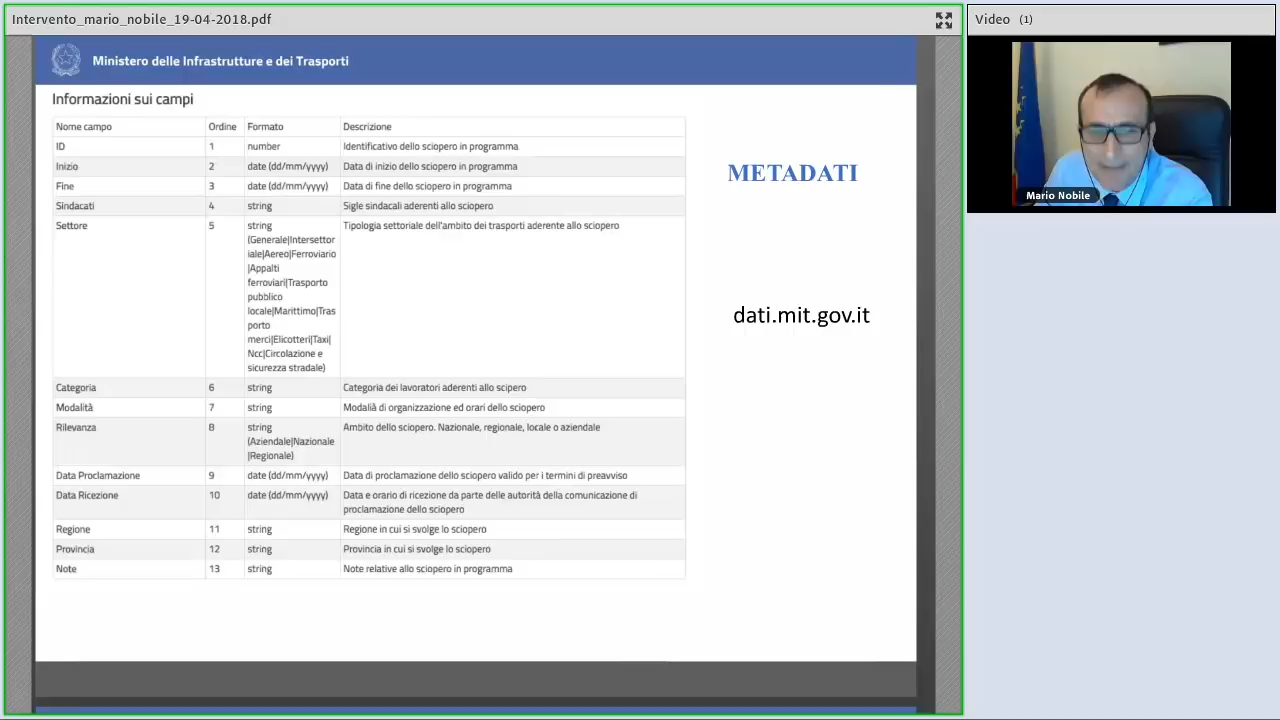 Intervento_mario_nobile_19-04-2018.pdf
Video (1)
Ministero delle Infrastrutture e dei Trasporti
Informazioni sui campi
Nome campo Ordine Formato Descrizione
ID 1 number Identificativo dello sciopero in programma
Inizio 2 date (dd/mm/yyyy) Data di inizio dello sciopero in programma
Fine 3 date (dd/mm/yyyy) Data di fine dello sciopero in programma
Sindacati 4 string Sigle sindacali aderenti allo sciopero
Settore 5 string Tipologia settoriale dell'ambito dei trasporti aderente allo sciopero
(Generale|Intersettor
iale|Aereo|Ferroviario
|Appalti
ferroviari|Trasporto
pubblico
locale|Marittimo|Tras
porto
merci|Elicotteri|Taxi|
Ncc|Circolazione e
sicurezza stradale)
Categoria 6 string Categoria dei lavoratori aderenti allo scipero
Modalità 7 string Modalià di organizzazione ed orari dello sciopero
Rilevanza 8 string Ambito dello sciopero. Nazionale, regionale, locale o aziendale
(Aziendale|Nazionale
|Regionale)
Data Proclamazione 9 date (dd/mm/yyyy) Data di proclamazione dello sciopero valido per i termini di preavviso
Data Ricezione 10 date (dd/mm/yyyy) Data e orario di ricezione da parte delle autorità della comunicazione di
proclamazione dello sciopero
Regione 11 string Regione in cui si svolge lo sciopero
Provincia 12 string Provincia in cui si svolge lo sciopero
Note 13 string Note relative allo sciopero in programma
METADATI
dati.mit.gov.it
Mario Nobile